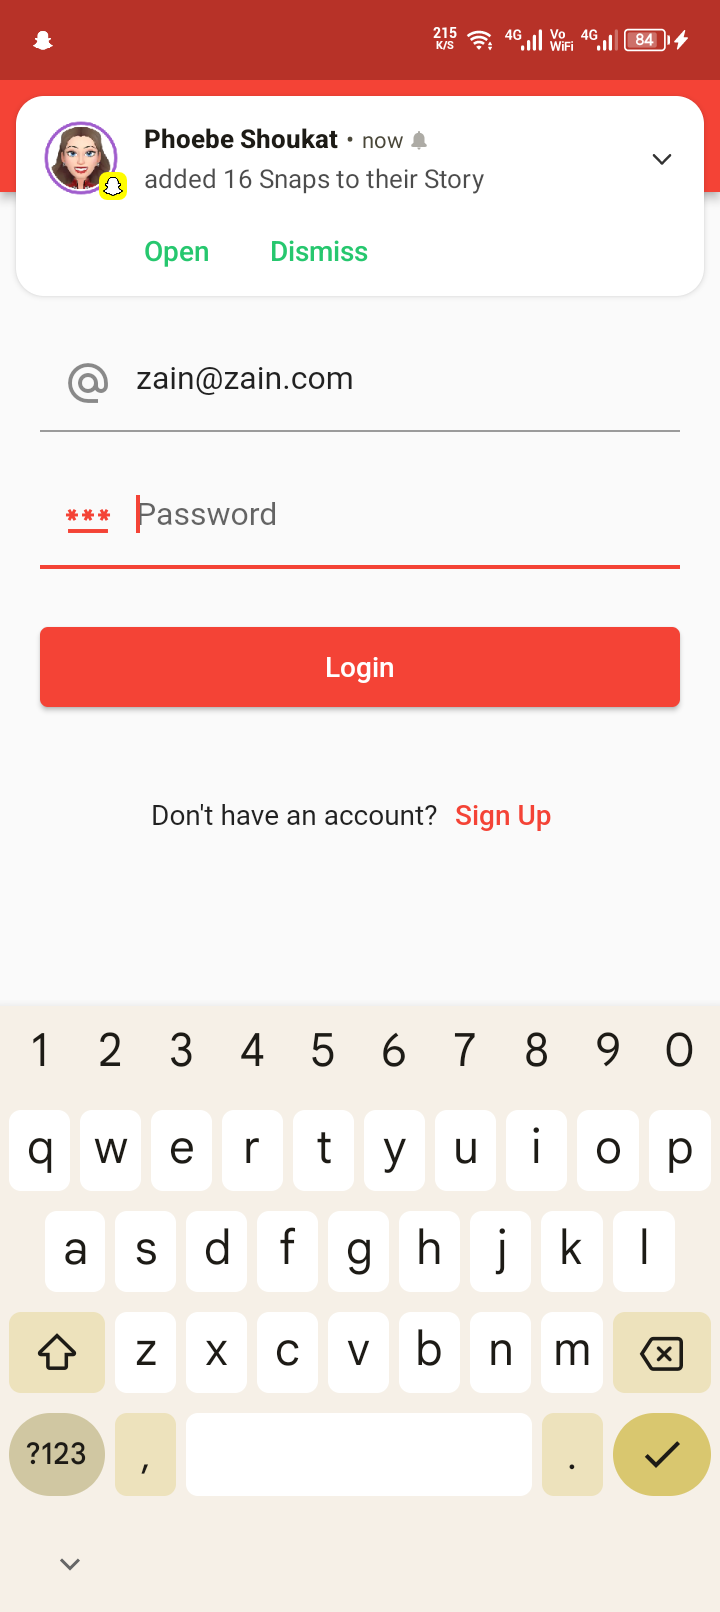 215 K/S 4G Vo WiFi 4G 84
Phoebe Shoukat • now
added 16 Snaps to their Story
Open Dismiss
zain@zain.com
*** Password
Login
Don't have an account? Sign Up
1 2 3 4 5 6 7 8 9 0
q w e r t y u i o p
a s d f g h j k l
z x c v b n m
?123 , .